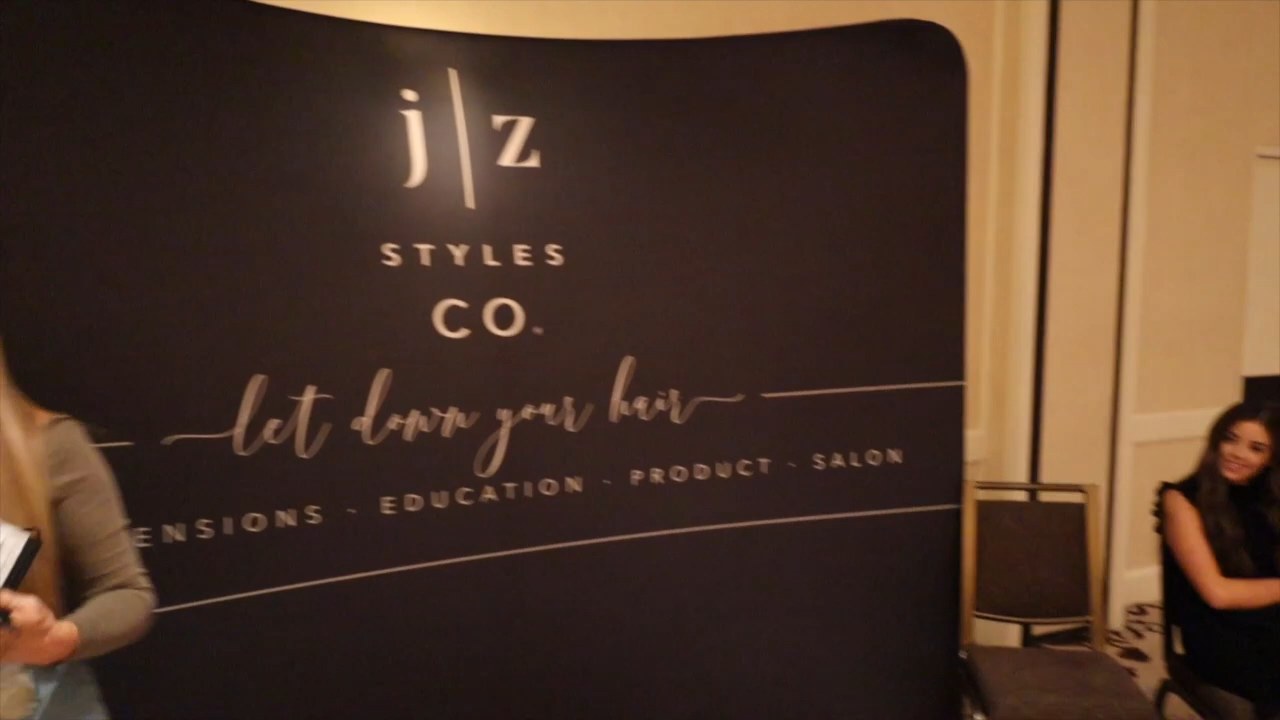 j|z
STYLES
CO.
let down your hair
ENSIONS - EDUCATION - PRODUCT - SALON